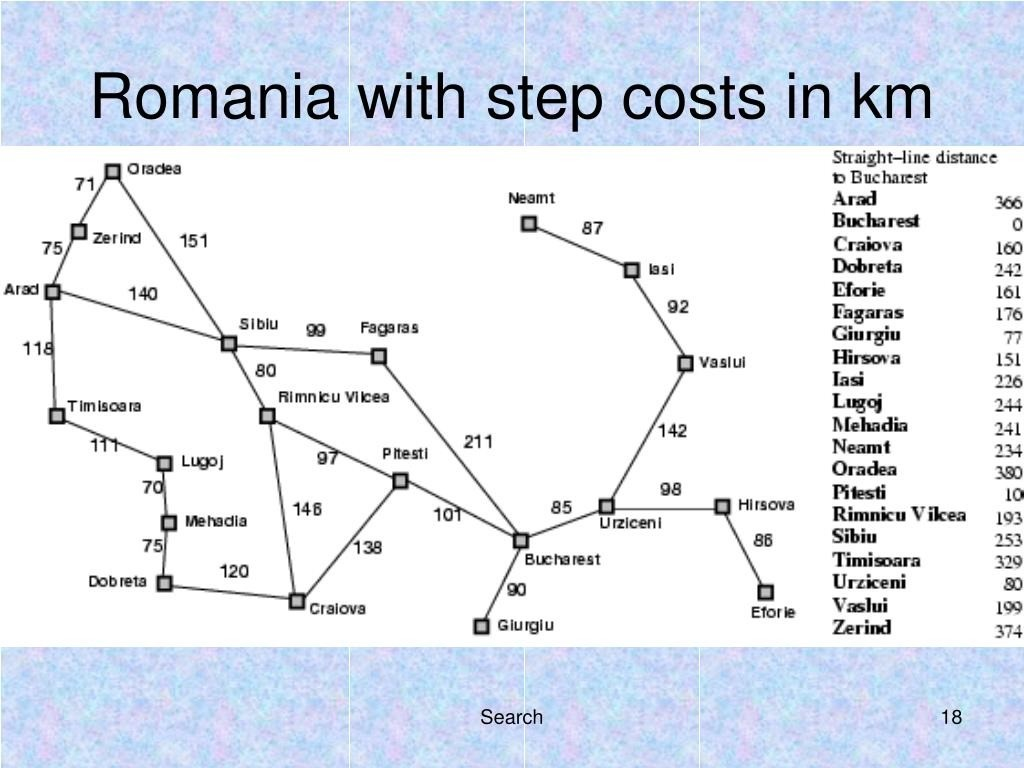 Romania with step costs in km
Oradea
71
Zerind
151
75
Arad
140
118
Sibiu
99
Fagaras
80
Rimnicu Vilcea
Timisoara
111
Lugoj
70
Mehadia
75
Dobreta
120
97
Pitesti
211
146
101
138
Craiova
Bucharest
90
Giurgiu
85
Urziceni
98
Hirsova
86
Eforie
142
Vaslui
92
Iasi
87
Neamt
Straight–line distance
to Bucharest
Arad 366
Bucharest 0
Craiova 160
Dobreta 242
Eforie 161
Fagaras 176
Giurgiu 77
Hirsova 151
Iasi 226
Lugoj 244
Mehadia 241
Neamt 234
Oradea 380
Pitesti 10
Rimnicu Vilcea 193
Sibiu 253
Timisoara 329
Urziceni 80
Vaslui 199
Zerind 374
Search
18